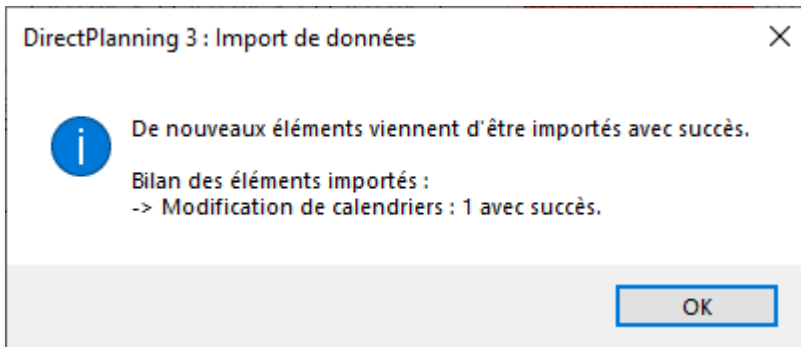 DirectPlanning 3 : Import de données
De nouveaux éléments viennent d'être importés avec succès.
Bilan des éléments importés :
-> Modification de calendriers : 1 avec succès.
OK